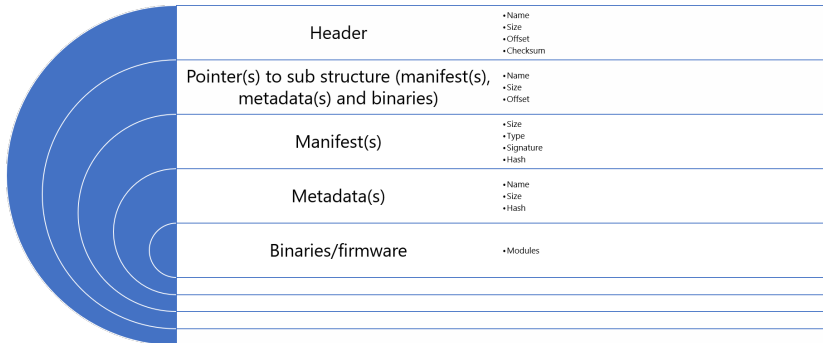 Header
•Name
•Size
•Offset
•Checksum
Pointer(s) to sub structure (manifest(s),
metadata(s) and binaries)
•Name
•Size
•Offset
Manifest(s)
•Size
•Type
•Signature
•Hash
Metadata(s)
•Name
•Size
•Hash
Binaries/firmware
•Modules